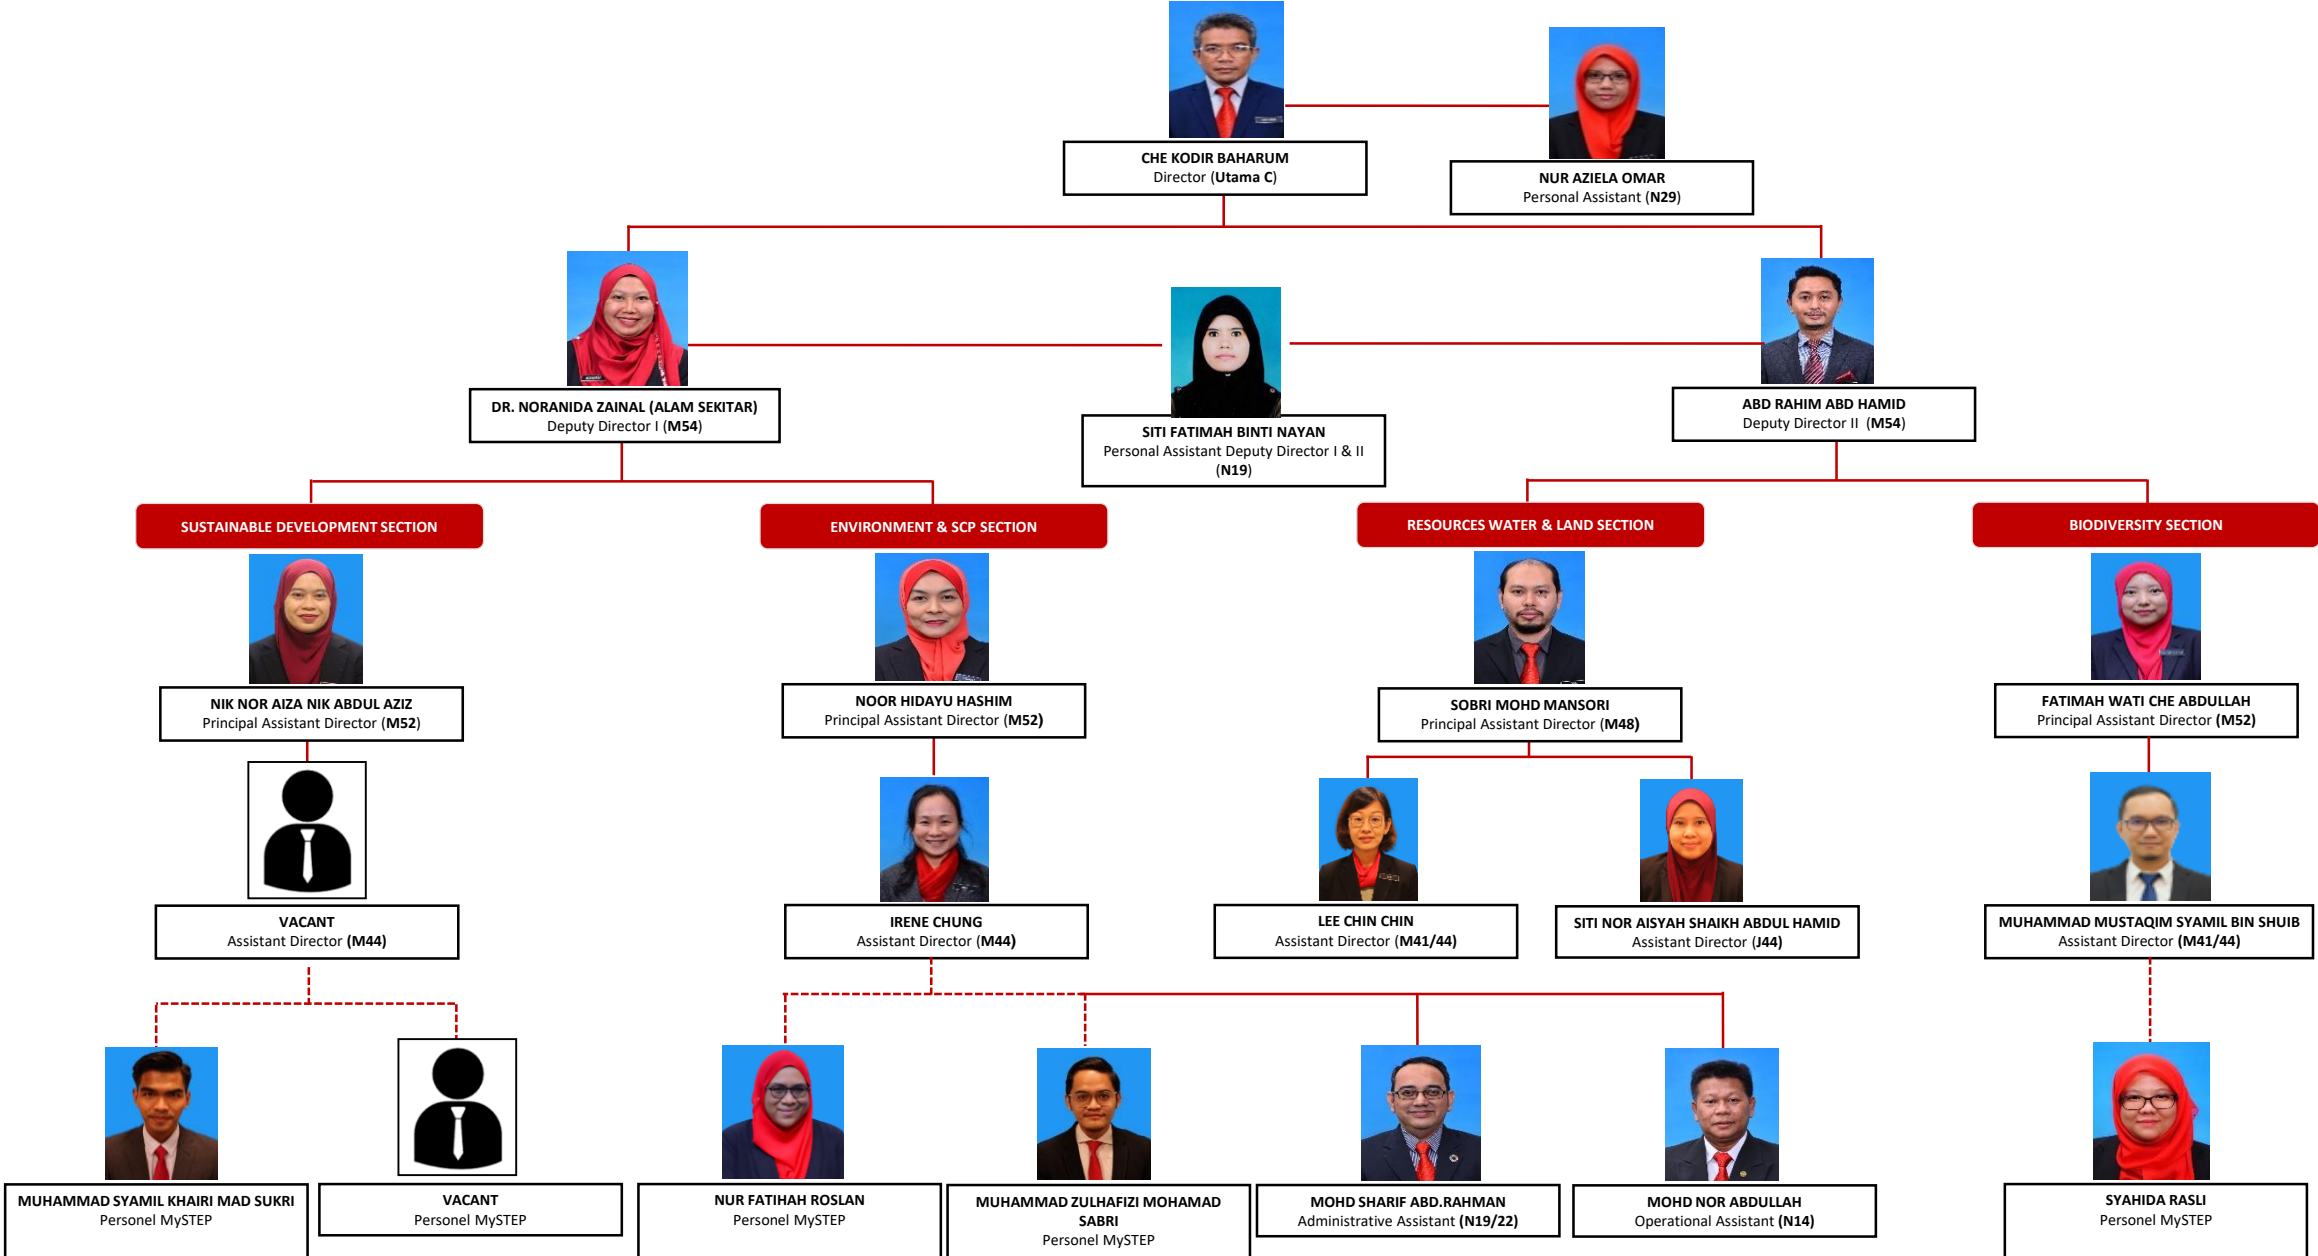 CHE KODIR BAHARUM
Director (Utama C)
NUR AZIELA OMAR
Personal Assistant (N29)
DR. NORANIDA ZAINAL (ALAM SEKITAR)
Deputy Director I (M54)
SITI FATIMAH BINTI NAYAN
Personal Assistant Deputy Director I & II
(N19)
ABD RAHIM ABD HAMID
Deputy Director II (M54)
SUSTAINABLE DEVELOPMENT SECTION
ENVIRONMENT & SCP SECTION
RESOURCES WATER & LAND SECTION
BIODIVERSITY SECTION
NIK NOR AIZA NIK ABDUL AZIZ
Principal Assistant Director (M52)
NOOR HIDAYU HASHIM
Principal Assistant Director (M52)
SOBRI MOHD MANSORI
Principal Assistant Director (M48)
FATIMAH WATI CHE ABDULLAH
Principal Assistant Director (M52)
VACANT
Assistant Director (M44)
IRENE CHUNG
Assistant Director (M44)
LEE CHIN CHIN
Assistant Director (M41/44)
SITI NOR AISYAH SHAIKH ABDUL HAMID
Assistant Director (J44)
MUHAMMAD MUSTAQIM SYAMIL BIN SHUIB
Assistant Director (M41/44)
MUHAMMAD SYAMIL KHAIRI MAD SUKRI
Personel MySTEP
VACANT
Personel MySTEP
NUR FATIHAH ROSLAN
Personel MySTEP
MUHAMMAD ZULHAFIZI MOHAMAD
SABRI
Personel MySTEP
MOHD SHARIF ABD.RAHMAN
Administrative Assistant (N19/22)
MOHD NOR ABDULLAH
Operational Assistant (N14)
SYAHIDA RASLI
Personel MySTEP